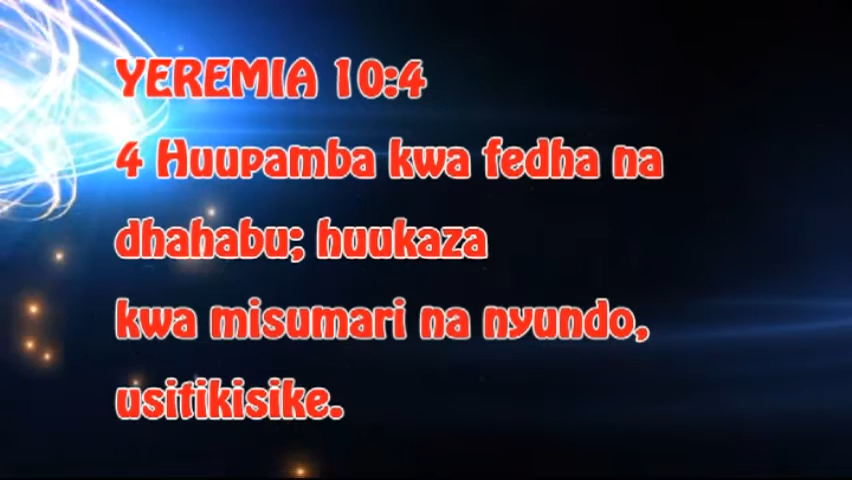 YEREMIA 10:4
4 Huupamba kwa fedha na
dhahabu; huukaza
kwa misumari na nyundo,
usitikisike.